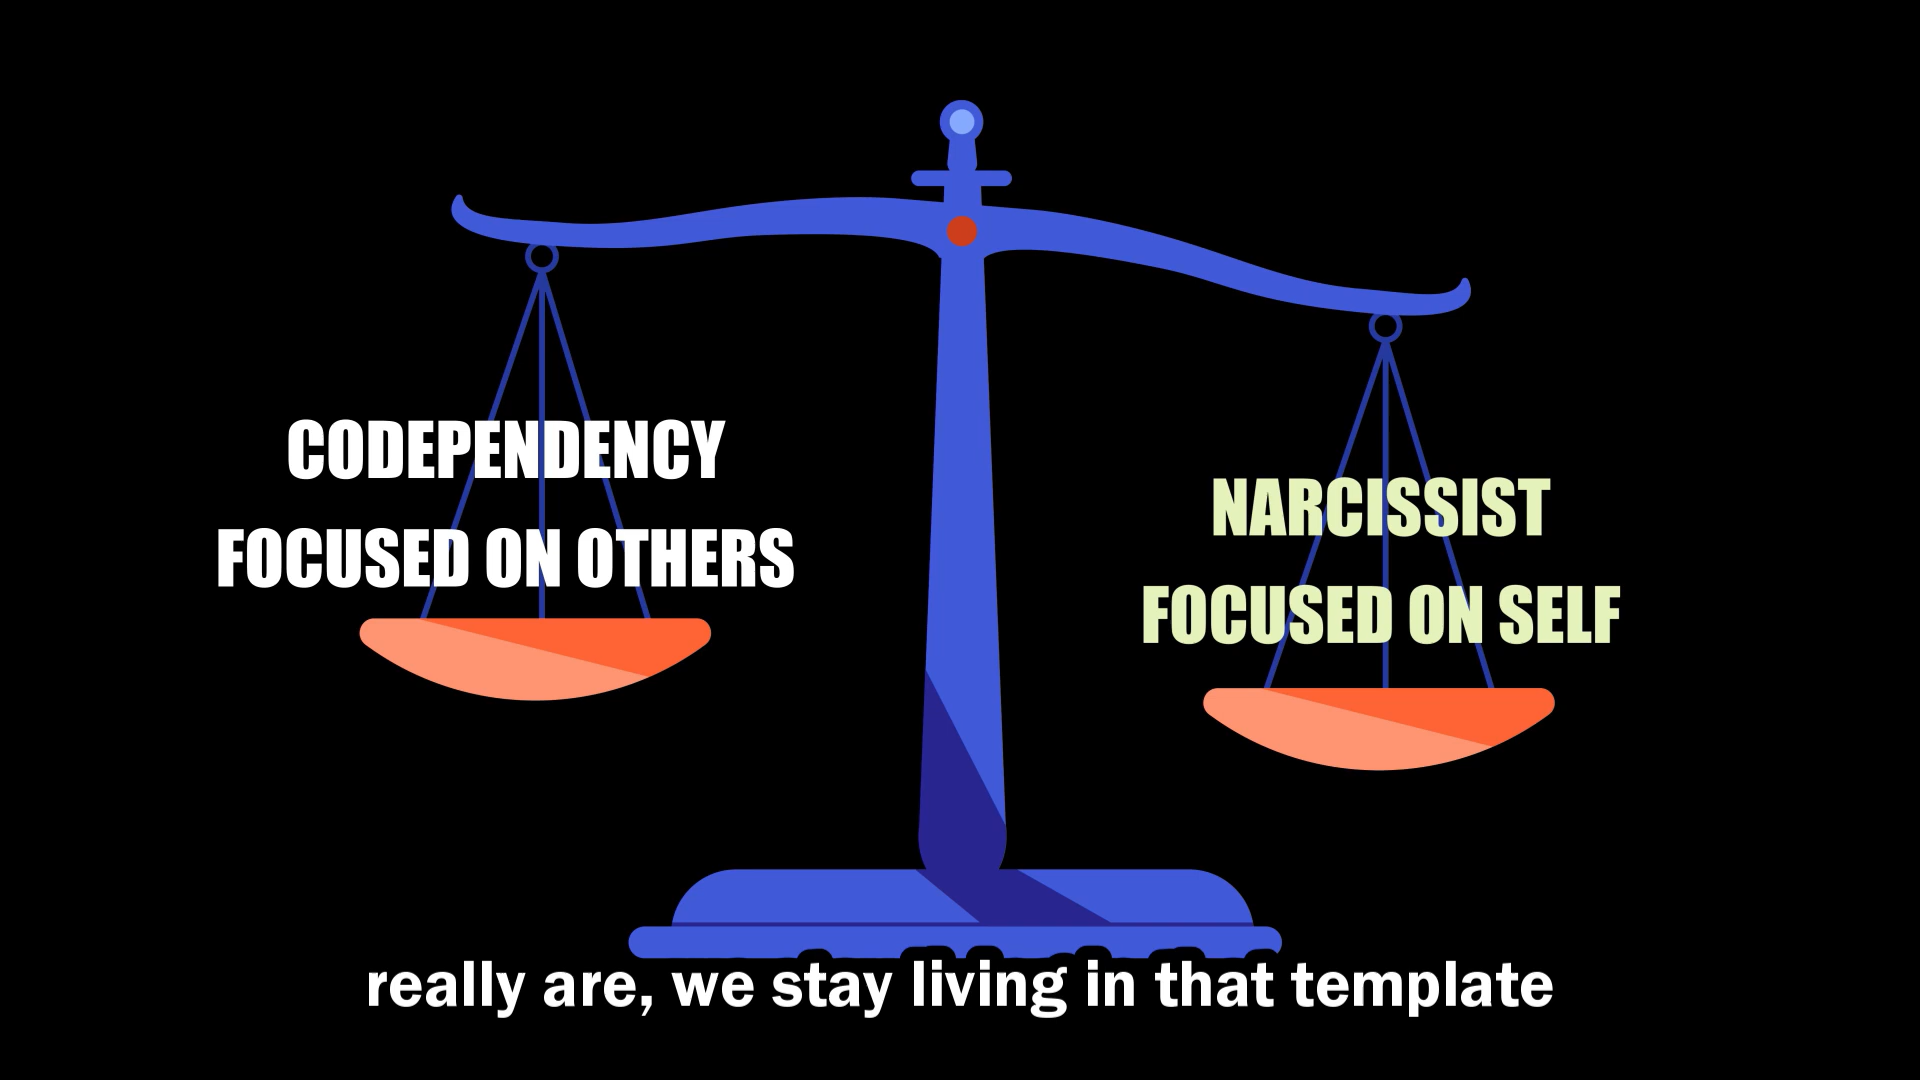 CODEPENDENCY
FOCUSED ON OTHERS
NARCISSIST
FOCUSED ON SELF
really are, we stay living in that template